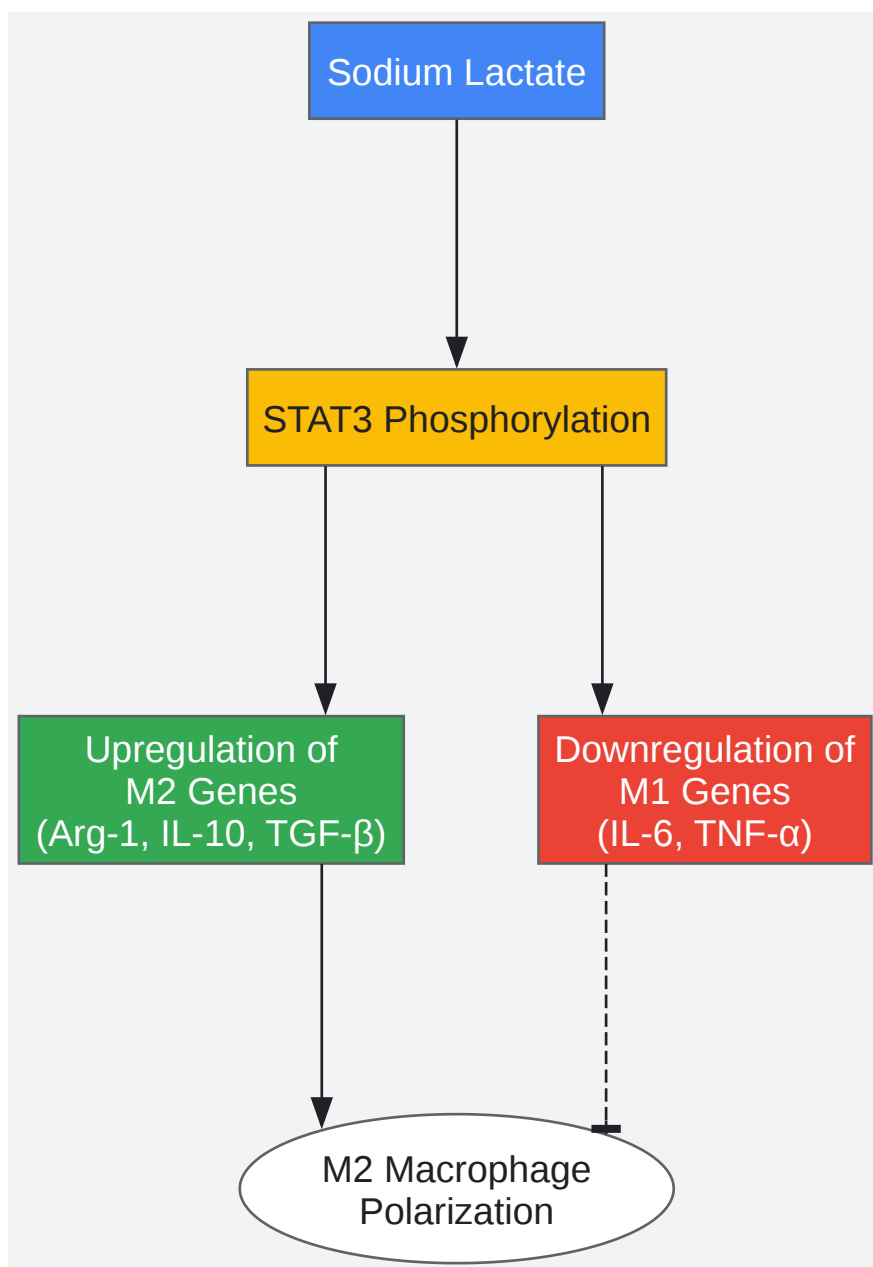 Sodium Lactate
STAT3 Phosphorylation
Upregulation of
M2 Genes
(Arg-1, IL-10, TGF-β)
Downregulation of
M1 Genes
(IL-6, TNF-α)
M2 Macrophage
Polarization